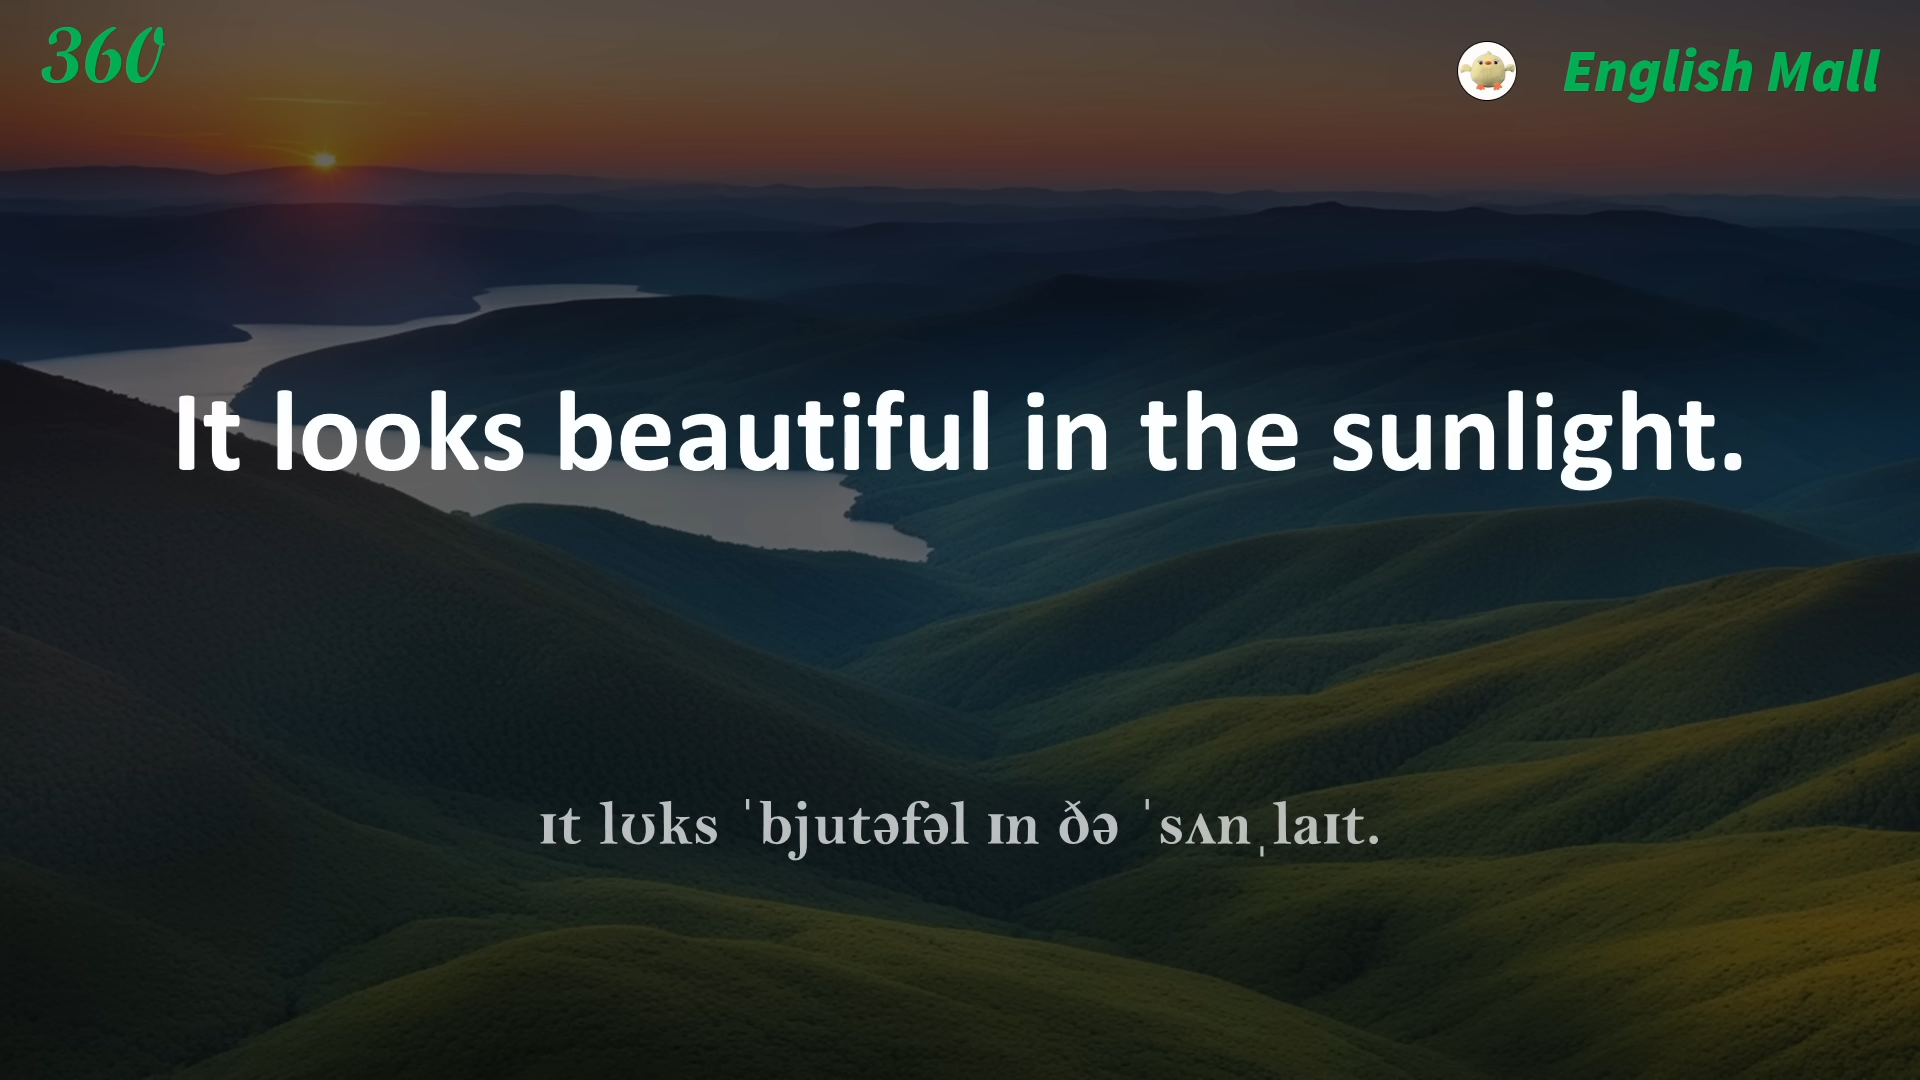 360
English Mall
It looks beautiful in the sunlight.
ɪt lʊks ˈbjutəfəl ɪn ðə ˈsʌnˌlaɪt.